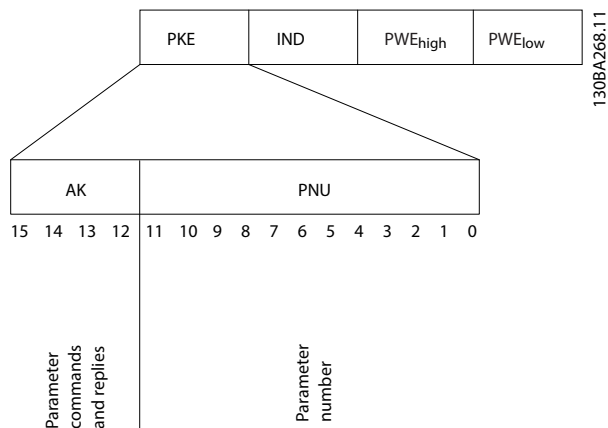 PKE IND PWEhigh PWElow
130BA268.11
AK PNU
15 14 13 12 11 10 9 8 7 6 5 4 3 2 1 0
Parameter
commands
and replies
Parameter
number